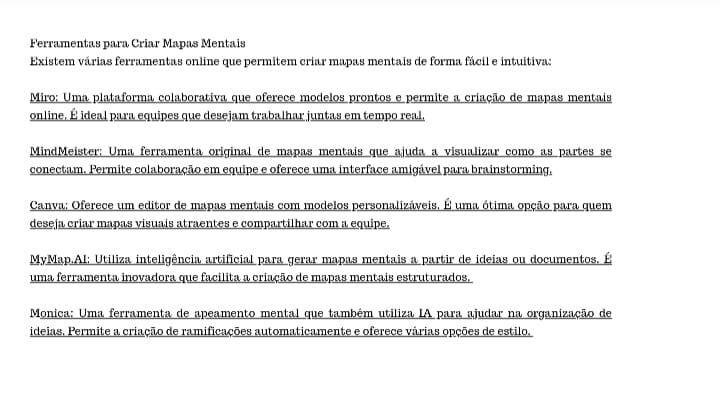 Ferramentas para Criar Mapas Mentais
Existem várias ferramentas online que permitem criar mapas mentais de forma fácil e intuitiva:
Miro: Uma plataforma colaborativa que oferece modelos prontos e permite a criação de mapas mentais
online. É ideal para equipes que desejam trabalhar juntas em tempo real.
MindMeister: Uma ferramenta original de mapas mentais que ajuda a visualizar como as partes se
conectam. Permite colaboração em equipe e oferece uma interface amigável para brainstorming.
Canva: Oferece um editor de mapas mentais com modelos personalizáveis. É uma ótima opção para quem
deseja criar mapas visuais atraentes e compartilhar com a equipe.
MyMap.AI: Utiliza inteligência artificial para gerar mapas mentais a partir de ideias ou documentos. É
uma ferramenta inovadora que facilita a criação de mapas mentais estruturados.
Monica: Uma ferramenta de apeamento mental que também utiliza IA para ajudar na organização de
ideias. Permite a criação de ramificações automaticamente e oferece várias opções de estilo.